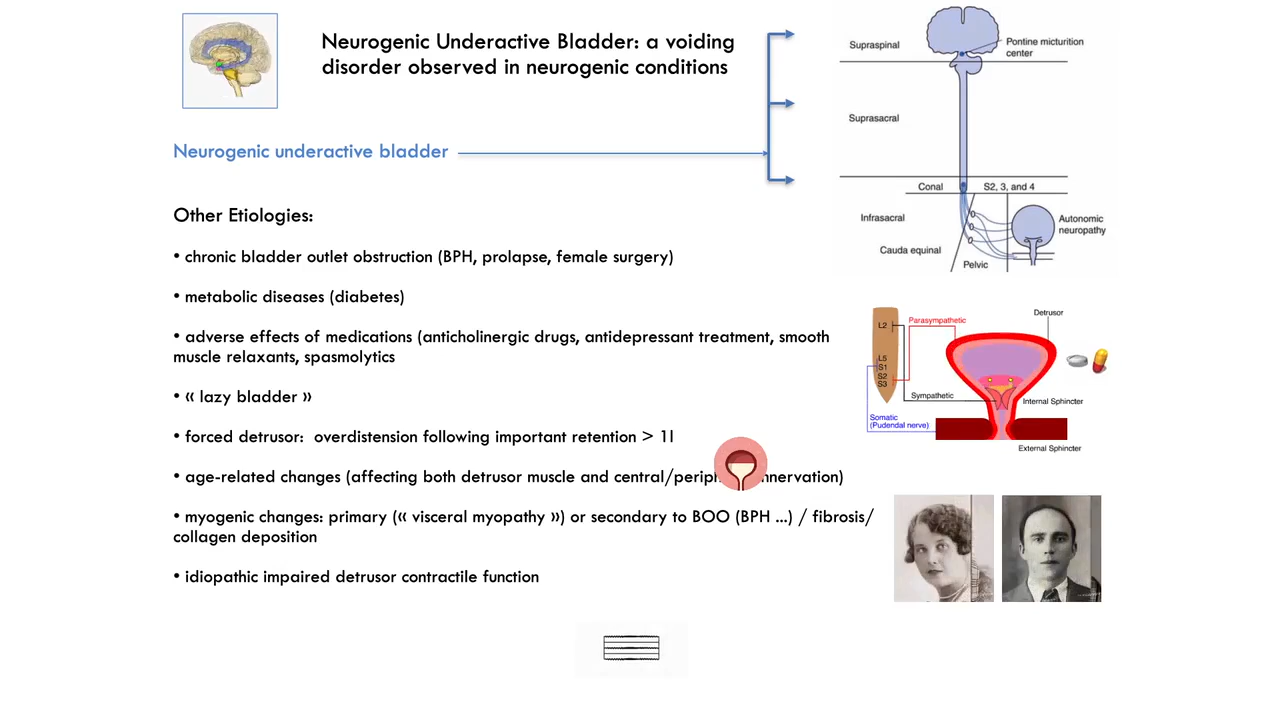 Neurogenic Underactive Bladder: a voiding
disorder observed in neurogenic conditions
Neurogenic underactive bladder
Other Etiologies:
• chronic bladder outlet obstruction (BPH, prolapse, female surgery)
• metabolic diseases (diabetes)
• adverse effects of medications (anticholinergic drugs, antidepressant treatment, smooth
muscle relaxants, spasmolytics
• « lazy bladder »
• forced detrusor:  overdistension following important retention > 1l
• age-related changes (affecting both detrusor muscle and central/ innervation)
• myogenic changes: primary (« visceral myopathy ») or secondary to BOO (BPH ...) / fibrosis/
collagen deposition
• idiopathic impaired detrusor contractile function
Supraspinal
Pontine micturition
center
Suprasacral
Conal
S2, 3, and 4
Infrasacral
Autonomic
neuropathy
Cauda equinal
Pelvic
Detrusor
Parasympathetic
L2
L5
S1
S2
S3
Sympathetic
Internal Sphincter
Somatic
(Pudendal nerve)
External Sphincter